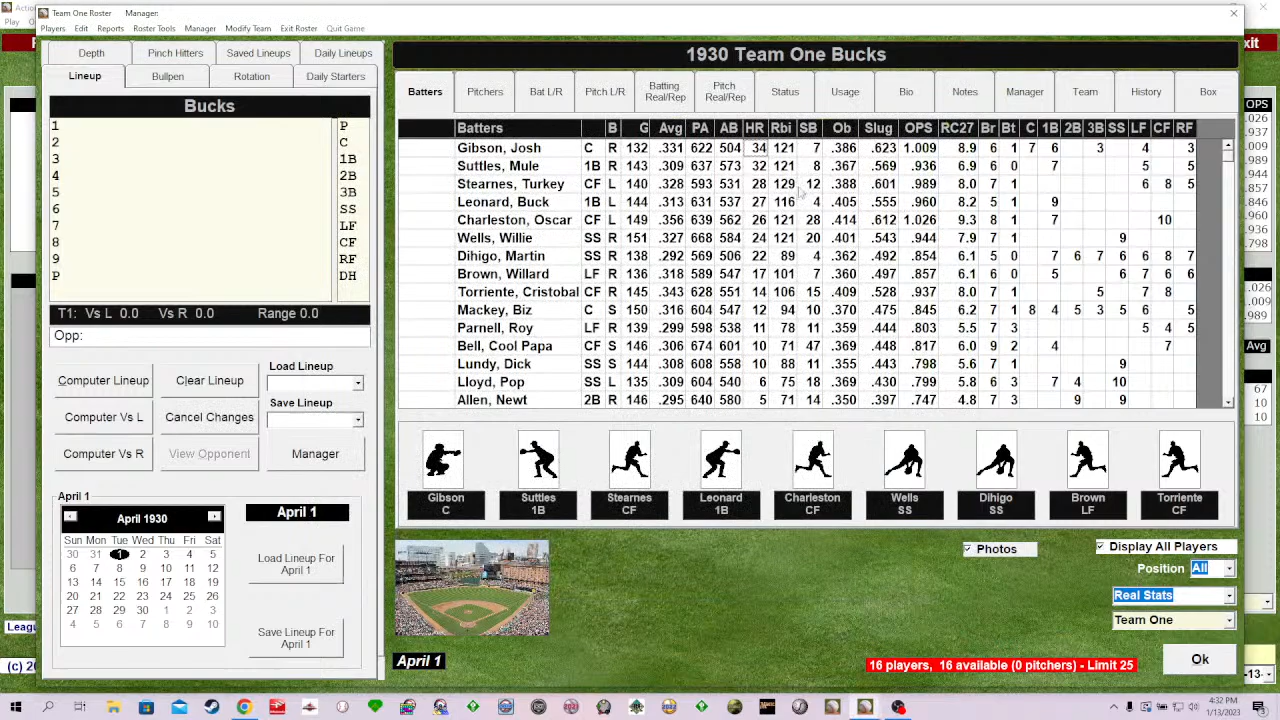 Team One Roster Manager:
Players Edit Reports Roster Tools Manager Modify Team Exit Roster Quit Game
Depth Pinch Hitters Saved Lineups Daily Lineups
Lineup Bullpen Rotation Daily Starters
Bucks
1 P
2 C
3 1B
4 2B
5 3B
6 SS
7 LF
8 CF
9 RF
P DH
T1: Vs L 0.0 Vs R 0.0 Range 0.0
Opp:
Computer Lineup Clear Lineup Load Lineup
Computer Vs L Cancel Changes Save Lineup
Computer Vs R View Opponent Manager
April 1
April 1930
Sun Mon Tue Wed Thu Fri Sat
30 31 1 2 3 4 5
6 7 8 9 10 11 12
13 14 15 16 17 18 19
20 21 22 23 24 25 26
27 28 29 30 1 2 3
4 5 6 7 8 9 10
April 1
Load Lineup For
April 1
Save Lineup For
April 1
1930 Team One Bucks
Batters Pitchers Bat L/R Pitch L/R Batting Real/Rep Pitch Real/Rep Status Usage Bio Notes Manager Team History Box
Batters B G Avg PA AB HR Rbi SB Ob Slug OPS RC27 Br Bt C 1B 2B 3B SS LF CF RF
Gibson, Josh C R 132 .331 622 504 34 121 7 .386 .623 1.009 8.9 6 1 7 6 3 4 3
Suttles, Mule 1B R 143 .309 637 573 32 121 8 .367 .569 .936 6.9 6 0 7 5 5
Stearnes, Turkey CF L 140 .328 593 531 28 129 12 .388 .601 .989 8.0 7 1 6 8 5
Leonard, Buck 1B L 144 .313 631 537 27 116 4 .405 .555 .960 8.2 5 1 9
Charleston, Oscar CF L 149 .356 639 562 26 121 28 .414 .612 1.026 9.3 8 1 7 10
Wells, Willie SS R 151 .327 668 584 24 121 20 .401 .543 .944 7.9 7 1 9
Dihigo, Martin SS R 138 .292 569 506 22 89 4 .362 .492 .854 6.1 5 0 7 6 7 6 6 8 7
Brown, Willard LF R 136 .318 589 547 17 101 7 .360 .497 .857 6.1 6 0 5 6 7 6 6
Torriente, Cristobal CF R 145 .343 628 551 14 106 15 .409 .528 .937 8.0 7 1 5 7 8
Mackey, Biz C S 150 .316 604 547 12 94 10 .370 .475 .845 6.2 7 1 8 4 5 3 5 6 5
Parnell, Roy LF R 139 .299 598 538 11 78 11 .359 .444 .803 5.5 7 3 5 4 5
Bell, Cool Papa CF S 146 .306 674 601 10 71 47 .369 .448 .817 6.0 9 2 4 7
Lundy, Dick SS S 144 .308 608 558 10 88 11 .355 .443 .798 5.6 7 1 9
Lloyd, Pop SS L 135 .309 604 540 6 75 18 .369 .430 .799 5.8 6 3 7 4 10
Allen, Newt 2B R 146 .295 640 580 5 71 14 .350 .397 .747 4.8 7 3 9 9
Gibson C
Suttles 1B
Stearnes CF
Leonard 1B
Charleston CF
Wells SS
Dihigo SS
Brown LF
Torriente CF
Photos Display All Players
Position All
Real Stats
Team One
April 1
16 players, 16 available (0 pitchers) - Limit 25
Ok
4:32 PM
1/13/2023